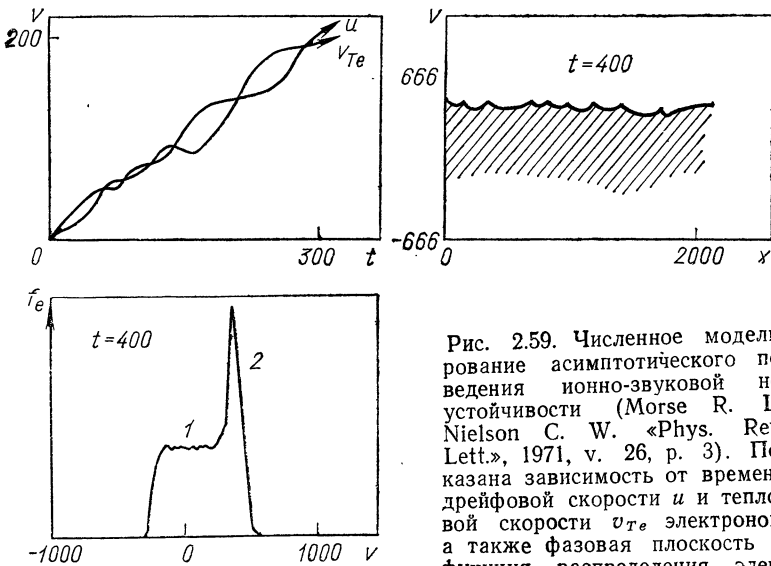 v
200
u
v_Te
0
300
t
v
666
t=400
-666
0
2000
x
f_e
t=400
1
2
-1000
0
1000
v
Рис. 2.59. Численное модели
рование асимптотического по
ведения ионно-звуковой н
устойчивости (Morse R. L
Nielson C. W. «Phys. Rev
Lett.», 1971, v. 26, p. 3). По
казана зависимость от времен
дрейфовой скорости u и тепло
вой скорости v_Te электроно
а также фазовая плоскость